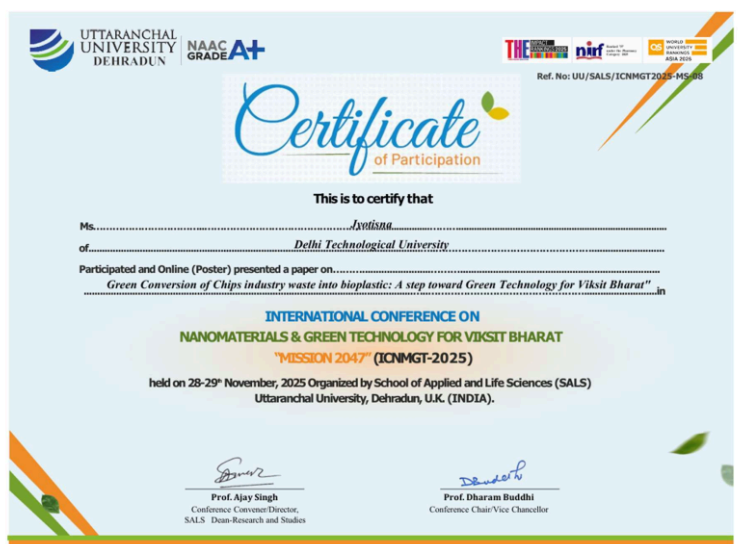 UTTARANCHAL
UNIVERSITY
DEHRADUN
NAAC
GRADE A+
THE IMPACT RANKINGS 2025
nirf
QS WORLD UNIVERSITY RANKINGS ASIA 2026
Ref. No: UU/SALS/ICNMGT2025-MS-08
Certificate
of Participation
This is to certify that
Ms. Jyotisna
of Delhi Technological University
Participated and Online (Poster) presented a paper on
Green Conversion of Chips industry waste into bioplastic: A step toward Green Technology for Viksit Bharat" in
INTERNATIONAL CONFERENCE ON
NANOMATERIALS & GREEN TECHNOLOGY FOR VIKSIT BHARAT
"MISSION 2047" (ICNMGT-2025)
held on 28-29th November, 2025 Organized by School of Applied and Life Sciences (SALS)
Uttaranchal University, Dehradun, U.K. (INDIA).
Prof. Ajay Singh
Conference Convener/Director,
SALS Dean-Research and Studies
Prof. Dharam Buddhi
Conference Chair/Vice Chancellor